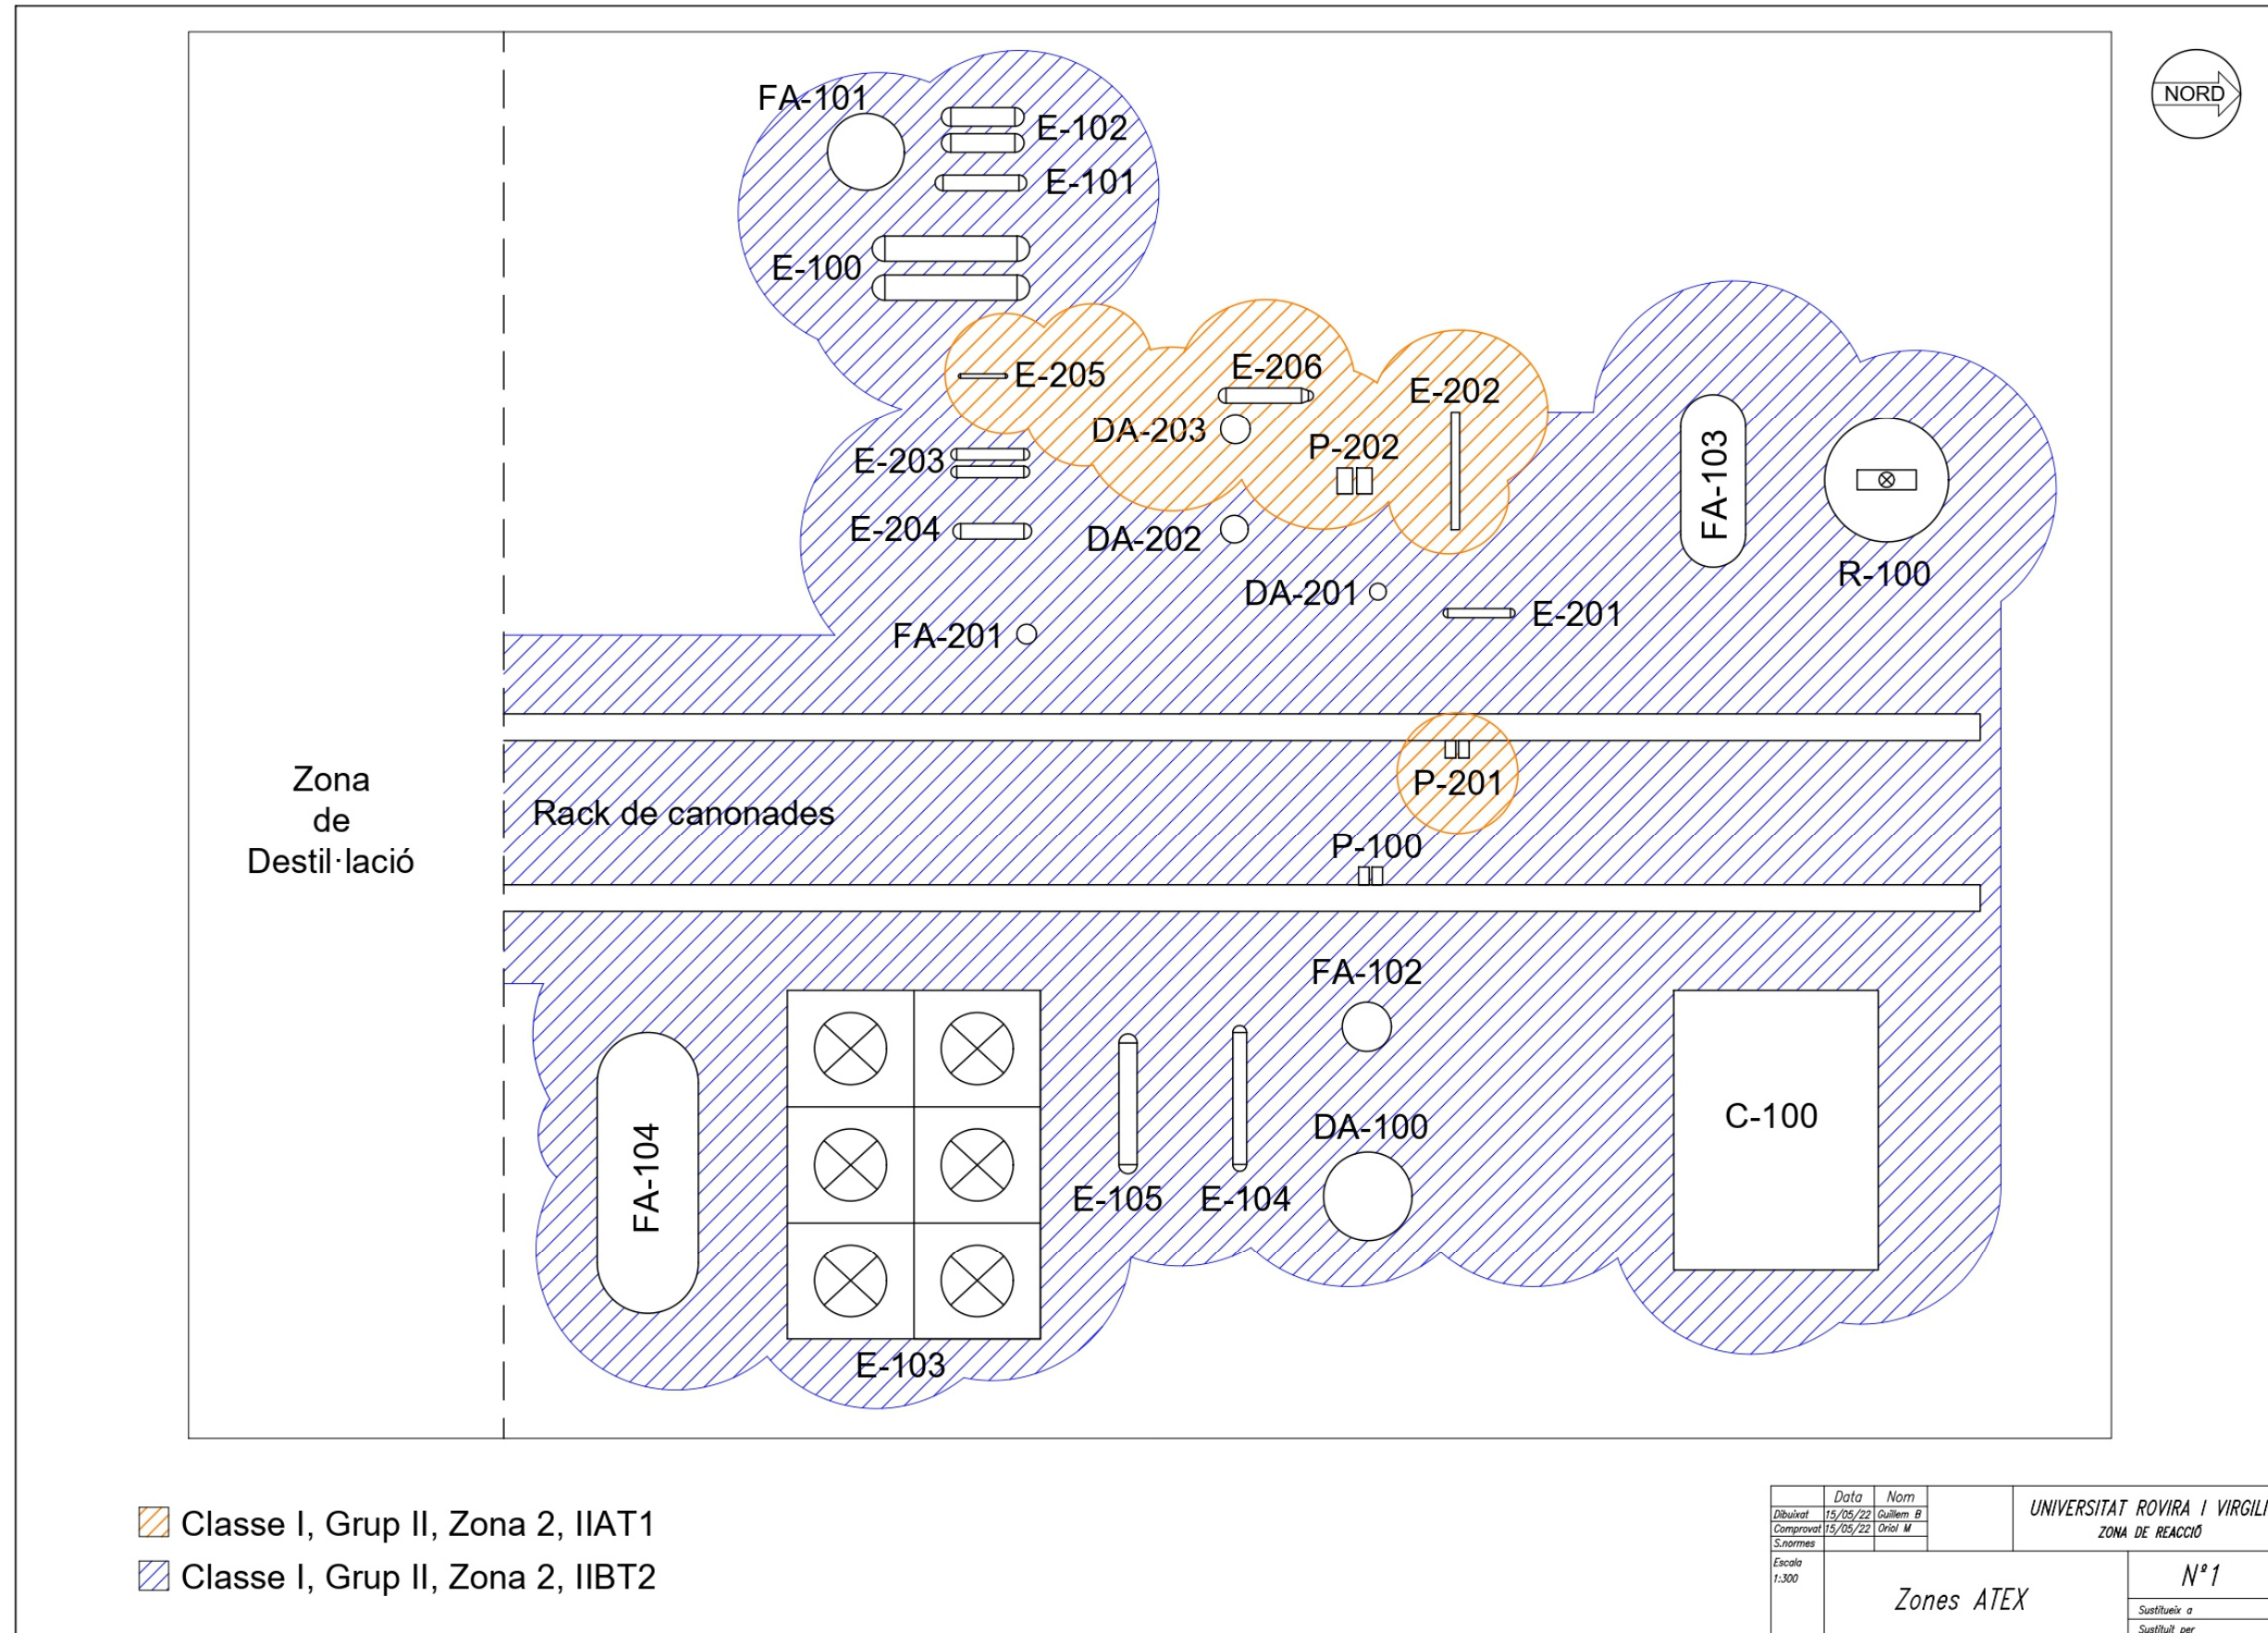 NORD
FA-101
E-102
E-101
E-100
E-205
E-206
E-202
DA-203
P-202
E-203
FA-103
E-204
DA-202
R-100
DA-201
E-201
FA-201
P-201
Zona
de
Destil·lació
Rack de canonades
P-100
FA-102
C-100
DA-100
FA-104
E-105
E-104
E-103
Classe I, Grup II, Zona 2, IIAT1
Classe I, Grup II, Zona 2, IIBT2
Data Nom
Dibuixat 15/05/22 Guillem B
Comprovat 15/05/22 Oriol M
S.normes
UNIVERSITAT ROVIRA I VIRGILI
ZONA DE REACCIÓ
Escala
1:300
Zones ATEX
Nº1
Sustitueix a
Sustituit per